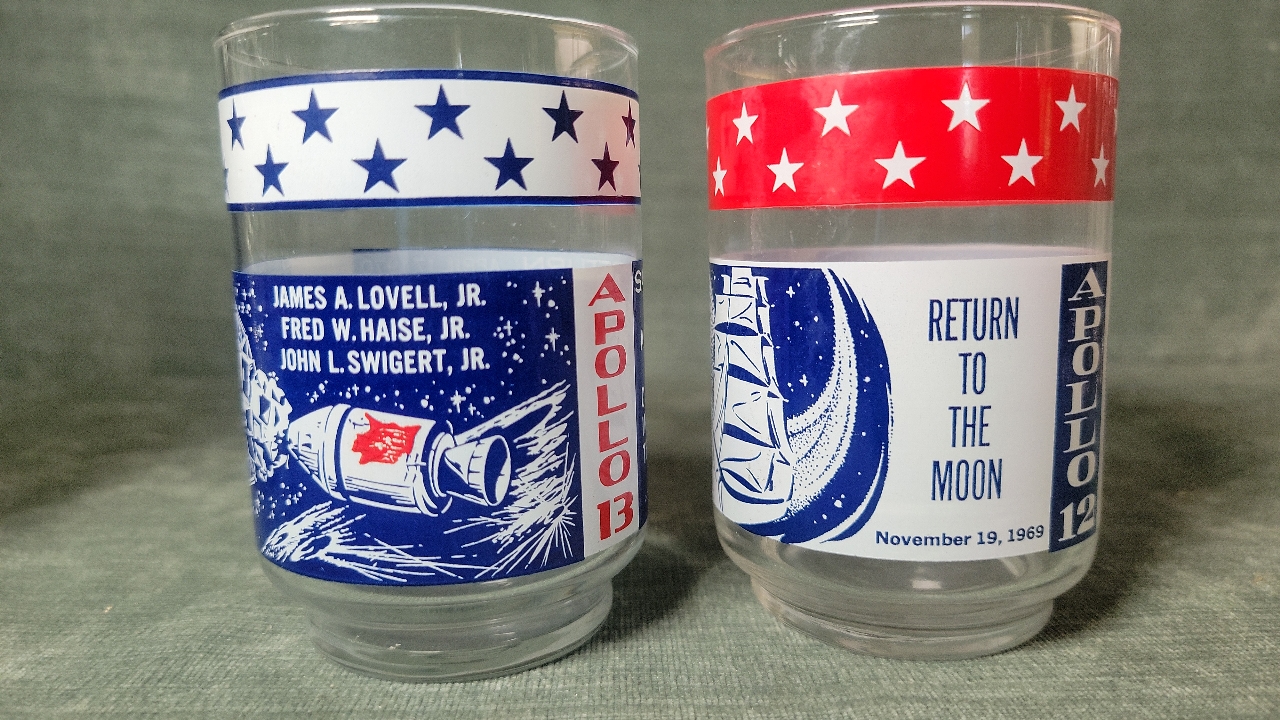 JAMES A. LOVELL, JR.
FRED W. HAISE, JR.
JOHN L. SWIGERT, JR.
APOLLO 13
RETURN
TO
THE
MOON
November 19, 1969
APOLLO 12